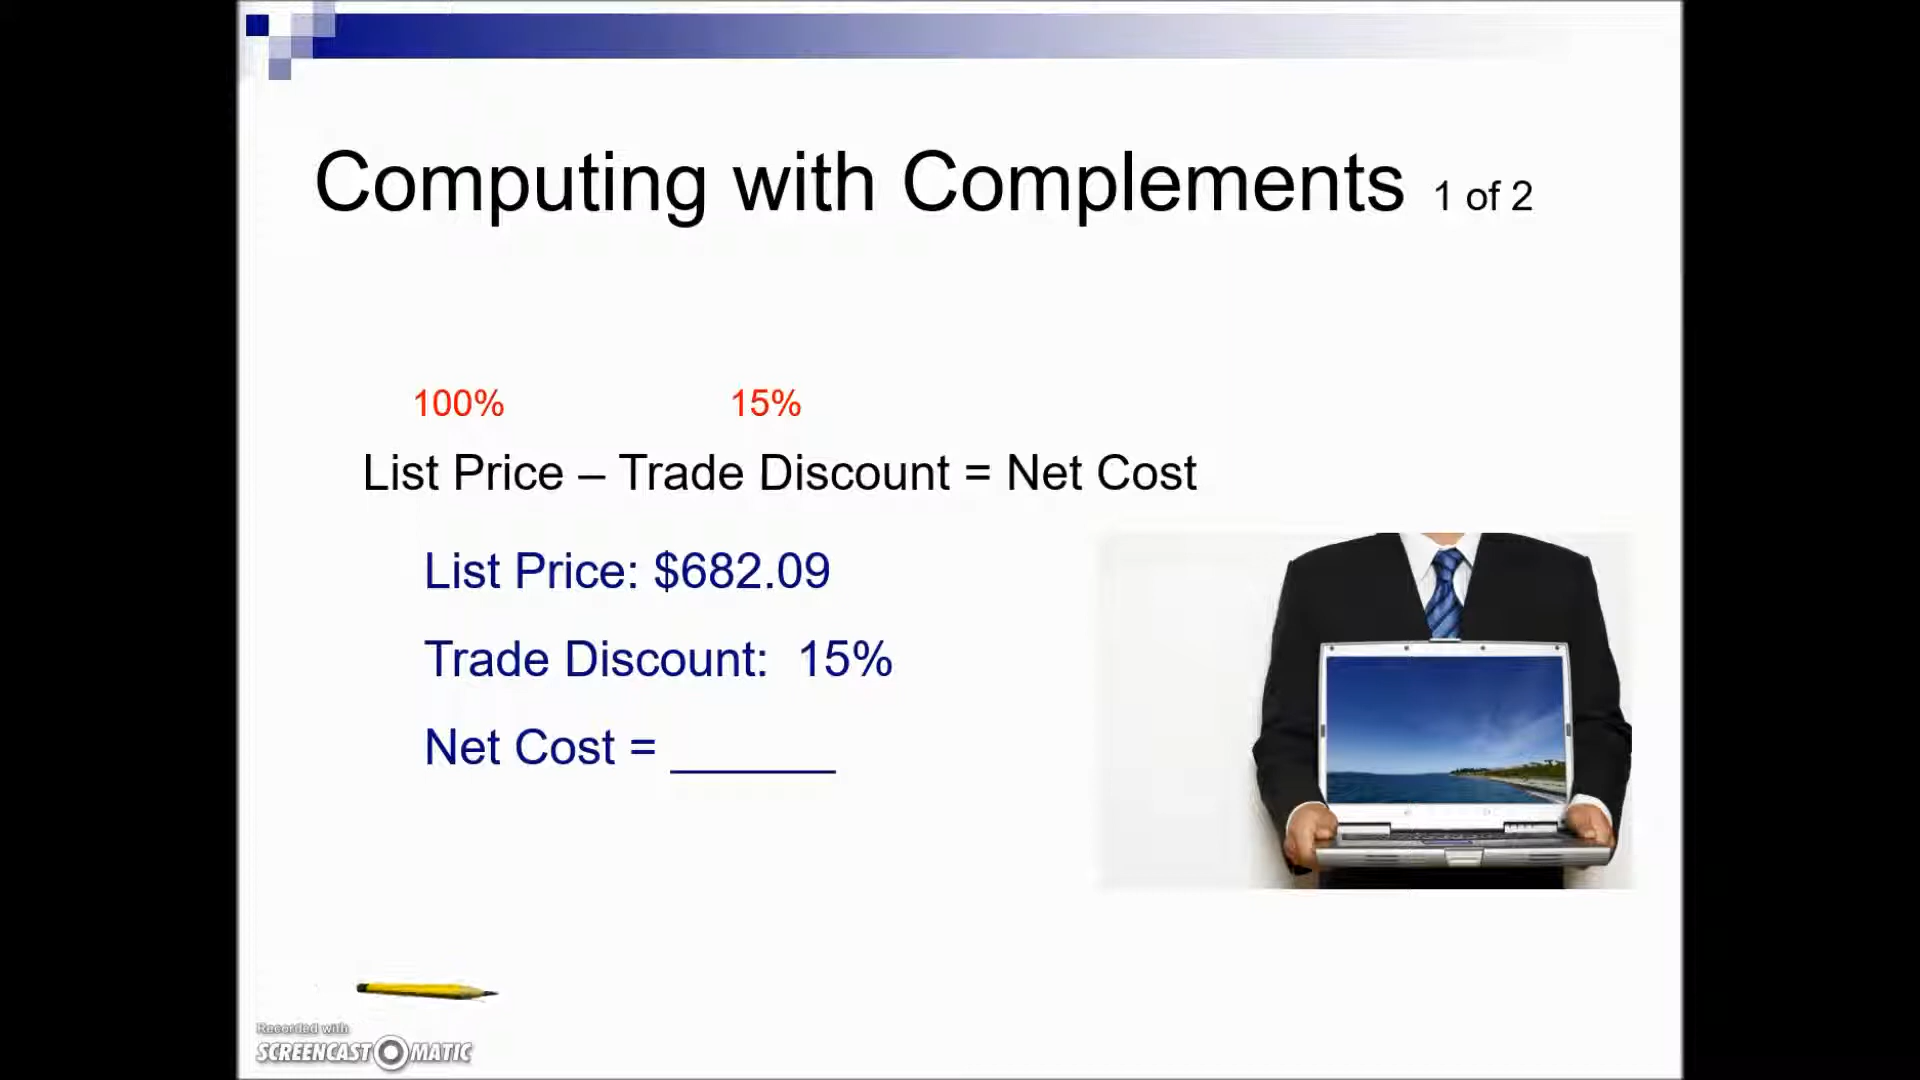 Computing with Complements 1 of 2
100% 15%
List Price – Trade Discount = Net Cost
List Price: $682.09
Trade Discount: 15%
Net Cost = ______
Recorded with
SCREENCAST-O-MATIC